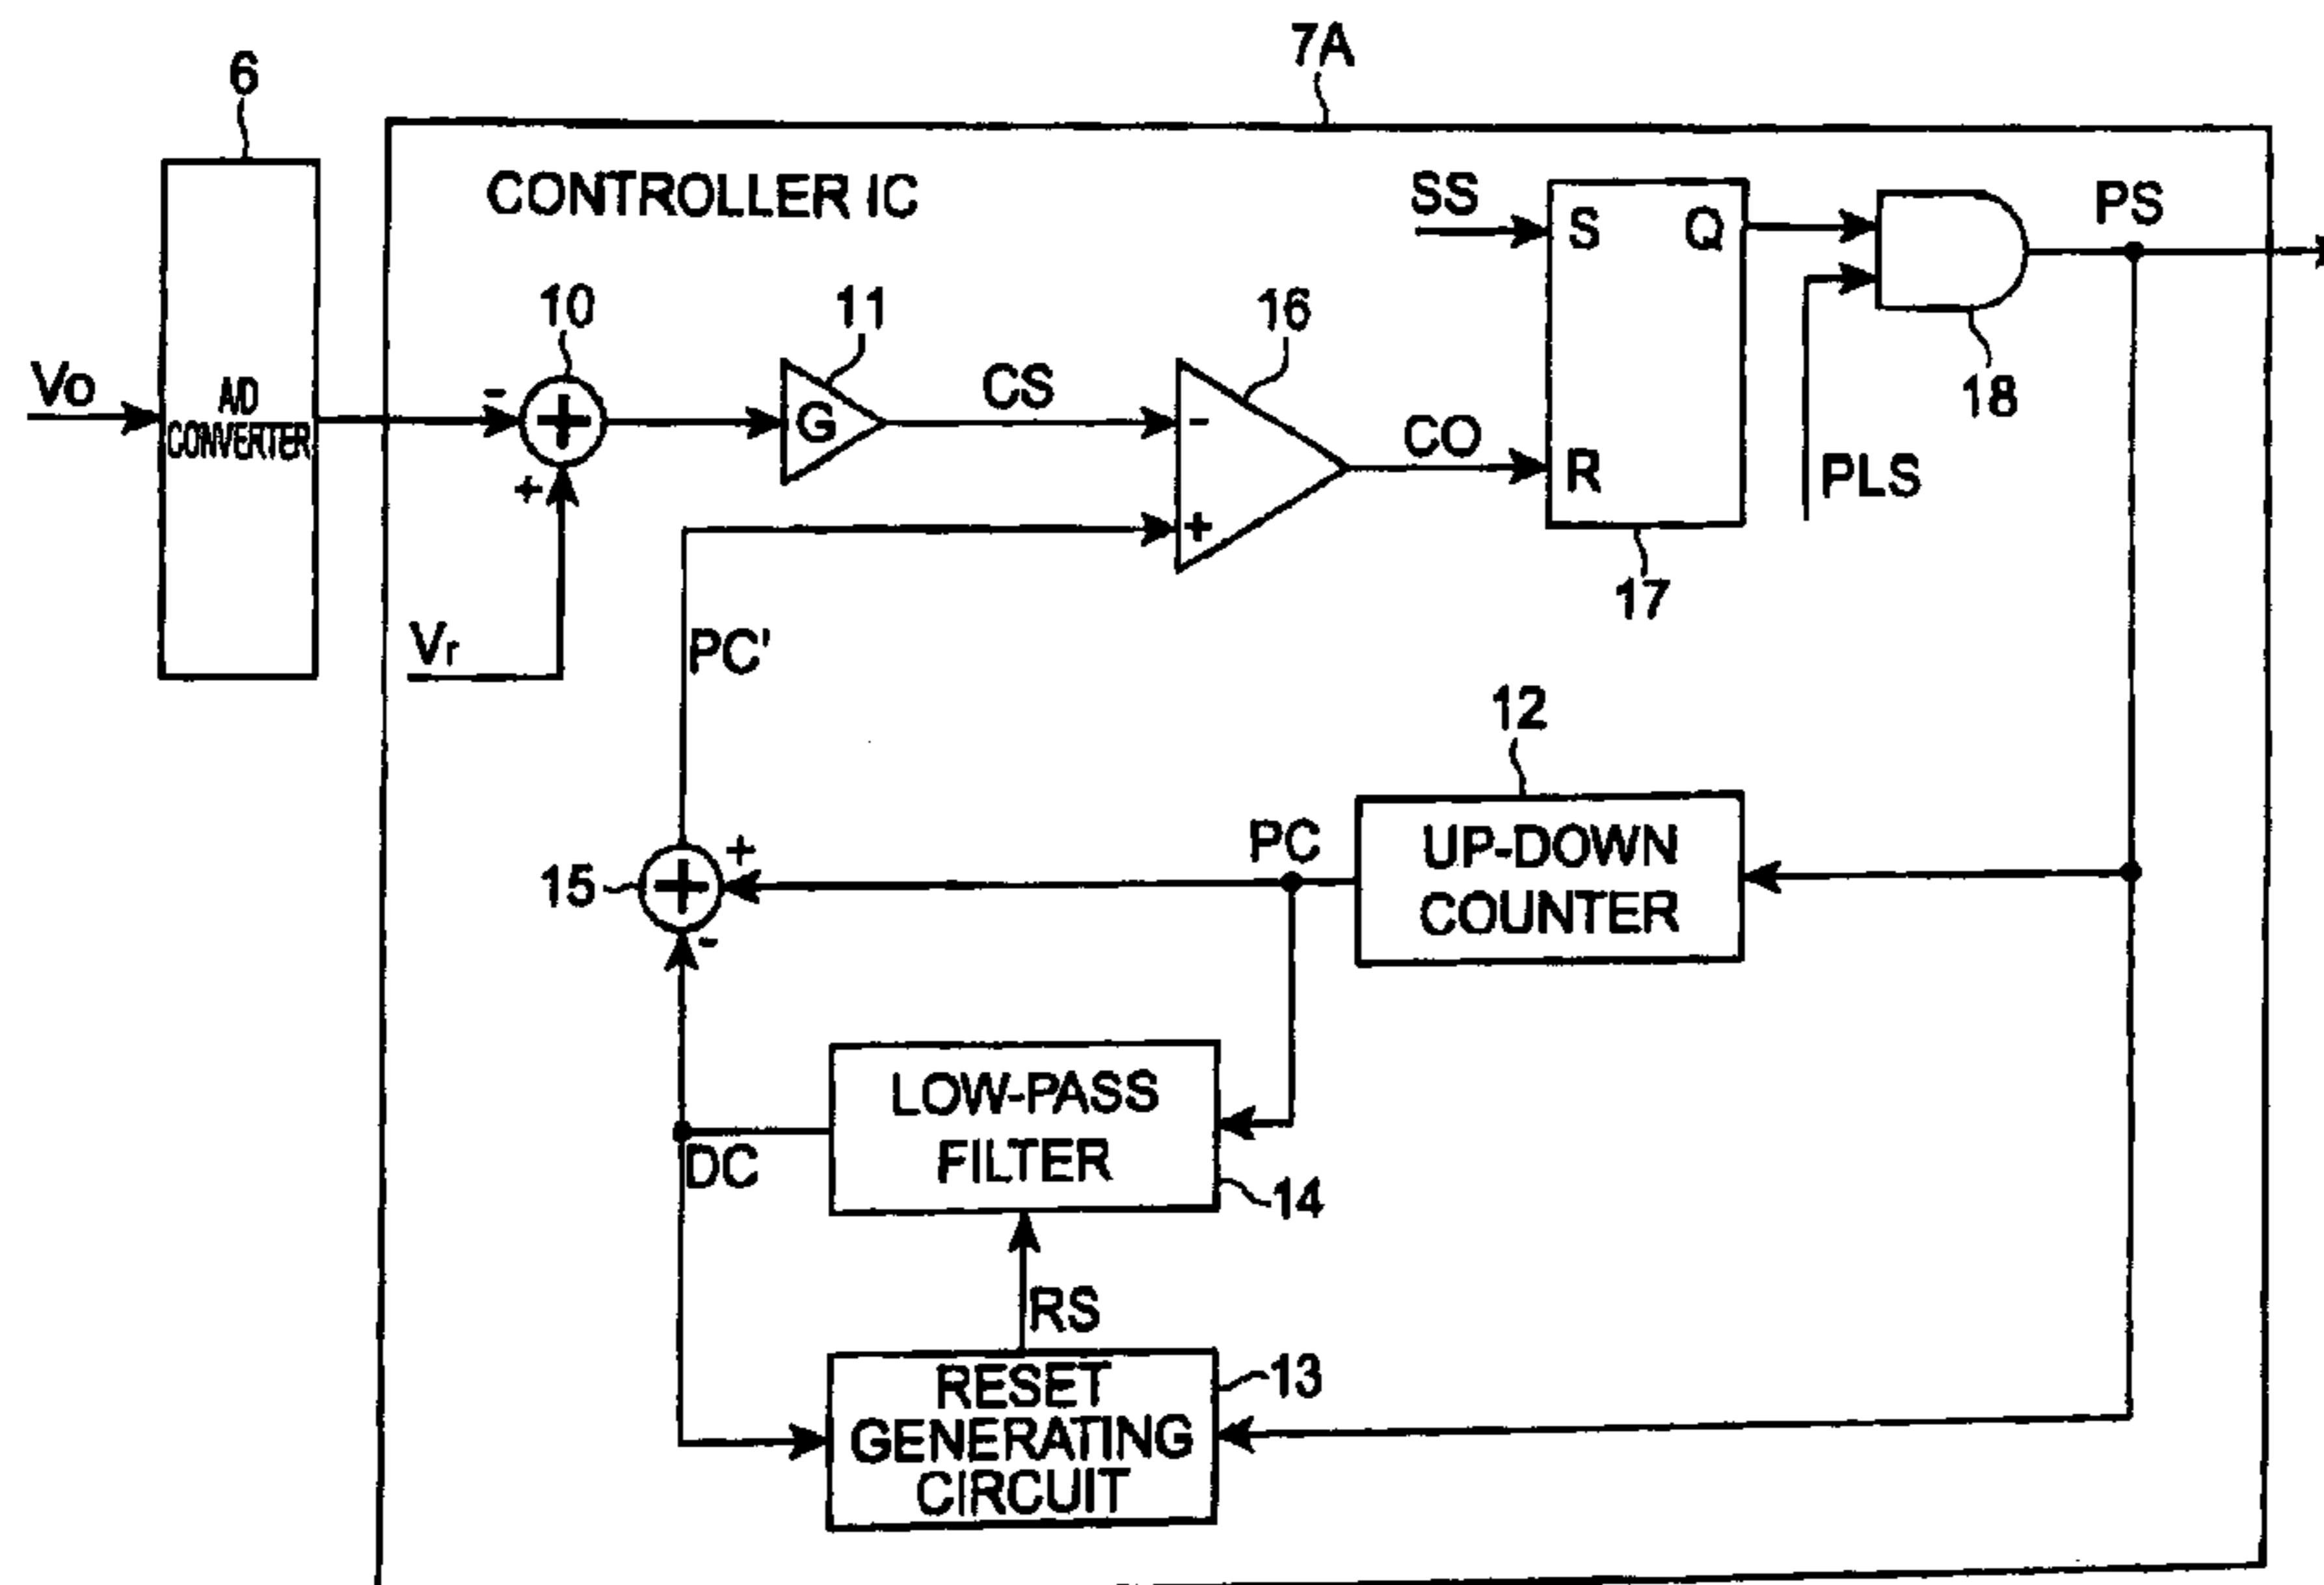 7A
6
CONTROLLER IC
SS
S
Q
PS
10
11
16
18
Vo
A/D
CONVERTER
-
+
G
CS
-
CO
R
PLS
+
+
17
Vr
PC'
12
15
+
-
PC
UP-DOWN
COUNTER
LOW-PASS
FILTER
DC
14
RS
13
RESET
GENERATING
CIRCUIT